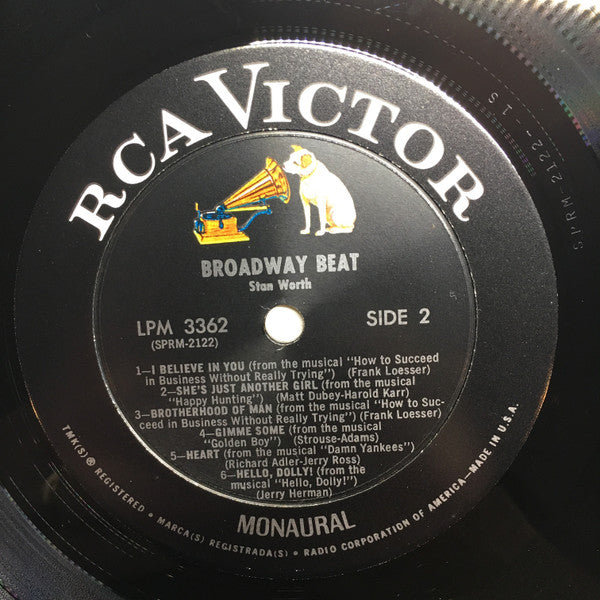 RCA VICTOR
BROADWAY BEAT
Stan Worth
LPM 3362
SIDE 2
(SPRM-2122)
1—I BELIEVE IN YOU (from the musical "How to Succeed
in Business Without Really Trying") (Frank Loesser)
2—SHE'S JUST ANOTHER GIRL (from the musical
"Happy Hunting") (Matt Dubey-Harold Karr)
3—BROTHERHOOD OF MAN (from the musical "How to Suc-
ceed in Business Without Really Trying) (Frank Loesser)
4—GIMME SOME (from the musical
"Golden Boy") (Strouse-Adams)
5—HEART (from the musical "Damn Yankees")
(Richard Adler-Jerry Ross)
6—HELLO, DOLLY! (from the
musical "Hello, Dolly!")
(Jerry Herman)
MONAURAL
TMK(S) ® REGISTERED • MARCA(S) REGISTRADA(S) • RADIO CORPORATION OF AMERICA—MADE IN U.S.A.
SPRM 2122-1S